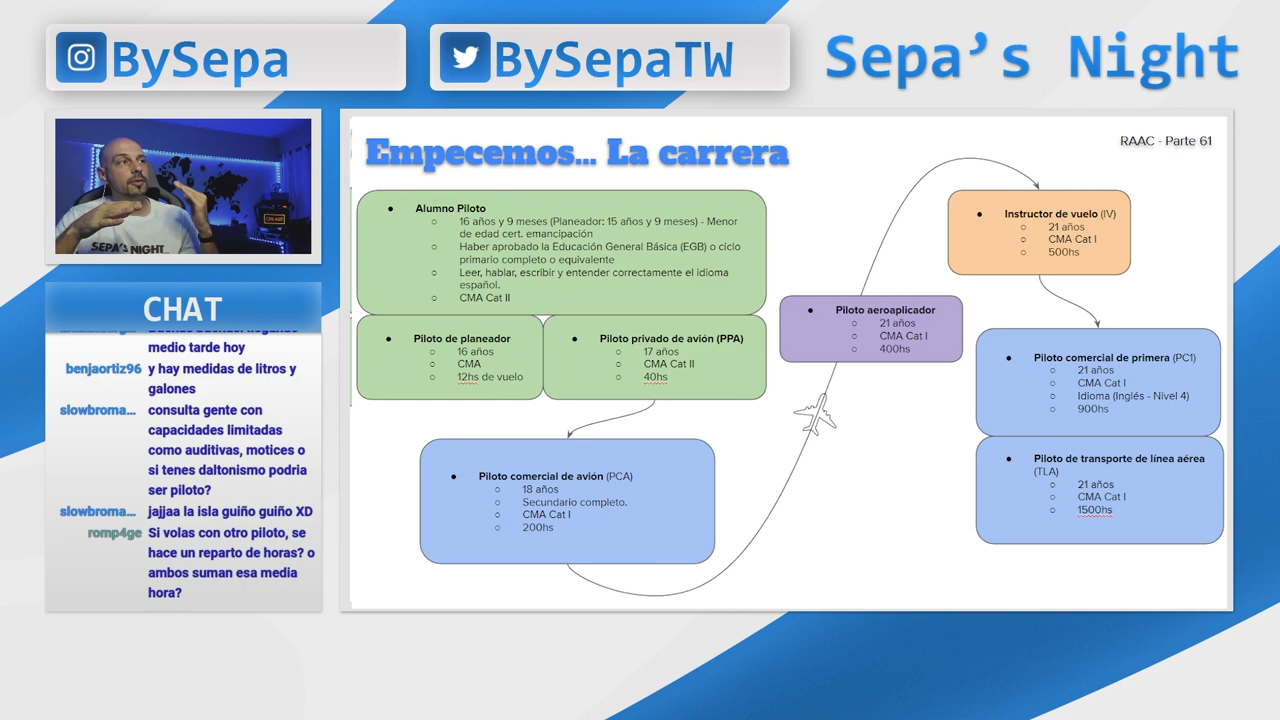 BySepa
BySepaTW
Sepa’s Night
SEPA'S NIGHT
ON AIR
CHAT
medio tarde hoy
benjaortiz96 y hay medidas de litros y
galones
slowbroma... consulta gente con
capacidades limitadas
como auditivas, motices o
si tenes daltonismo podria
ser piloto?
slowbroma... jajjaa la isla guiño guiño XD
romp4ge Si volas con otro piloto, se
hace un reparto de horas? o
ambos suman esa media
hora?
Empecemos... La carrera
RAAC - Parte 61
Alumno Piloto
16 años y 9 meses (Planeador: 15 años y 9 meses) - Menor
de edad cert. emancipación
Haber aprobado la Educación General Básica (EGB) o ciclo
primario completo o equivalente
Leer, hablar, escribir y entender correctamente el idioma
español.
CMA Cat II
Piloto de planeador
16 años
CMA
12hs de vuelo
Piloto privado de avión (PPA)
17 años
CMA Cat II
40hs
Piloto comercial de avión (PCA)
18 años
Secundario completo.
CMA Cat I
200hs
Piloto aeroaplicador
21 años
CMA Cat I
400hs
Instructor de vuelo (IV)
21 años
CMA Cat I
500hs
Piloto comercial de primera (PC1)
21 años
CMA Cat I
Idioma (Inglés - Nivel 4)
900hs
Piloto de transporte de línea aérea
(TLA)
21 años
CMA Cat I
1500hs